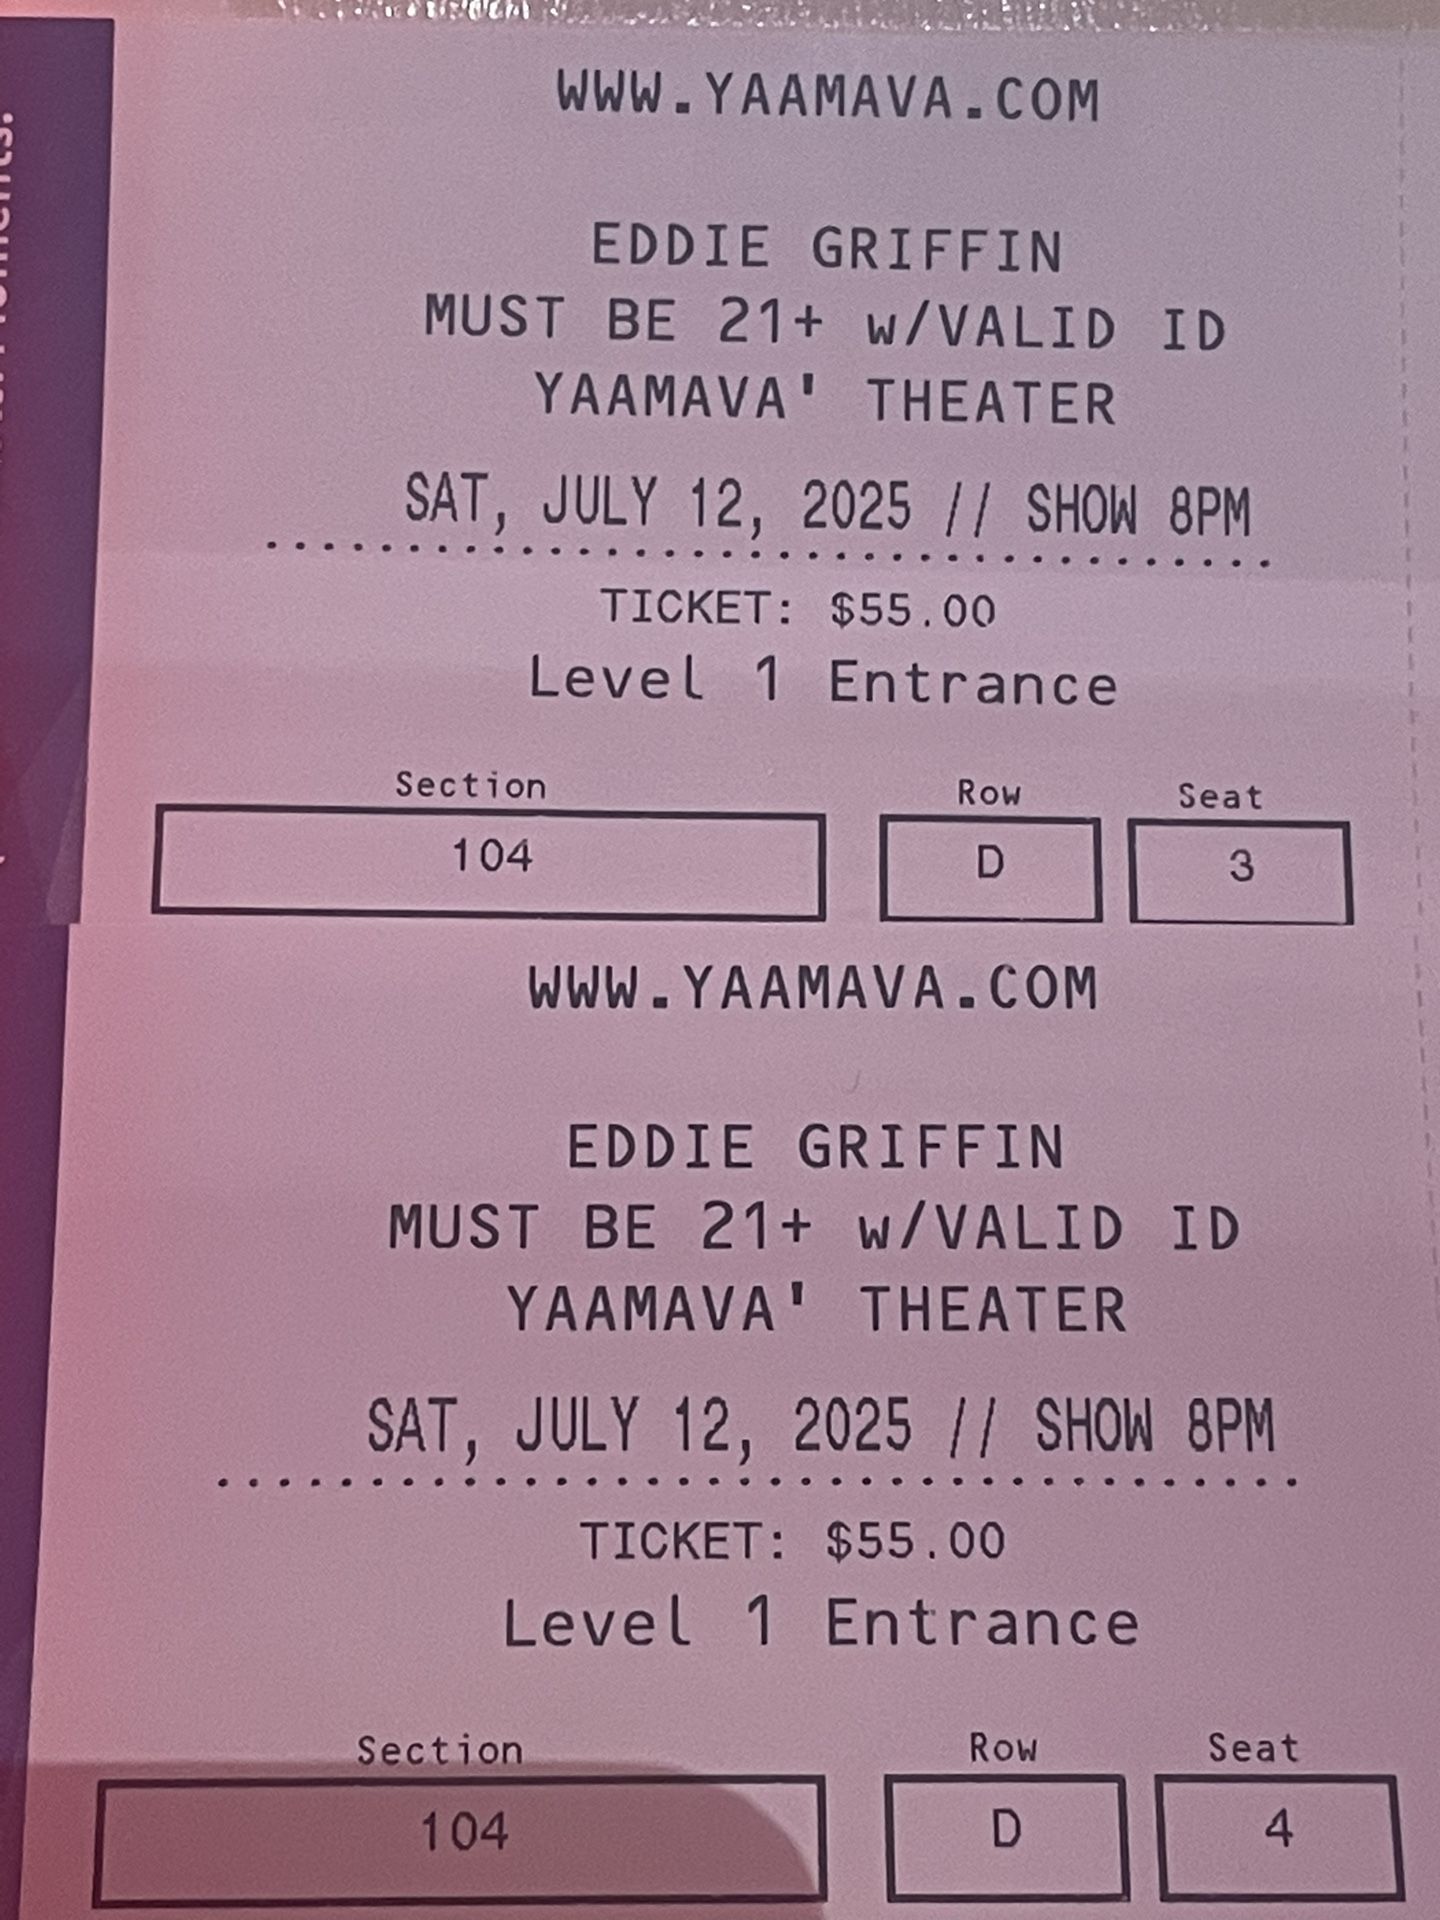 WWW.YAAMAVA.COM
EDDIE GRIFFIN
MUST BE 21+ w/VALID ID
YAAMAVA' THEATER
SAT, JULY 12, 2025 // SHOW 8PM
TICKET: $55.00
Level 1 Entrance
Section Row Seat
104 D 3
WWW.YAAMAVA.COM
EDDIE GRIFFIN
MUST BE 21+ w/VALID ID
YAAMAVA' THEATER
SAT, JULY 12, 2025 // SHOW 8PM
TICKET: $55.00
Level 1 Entrance
Section Row Seat
104 D 4